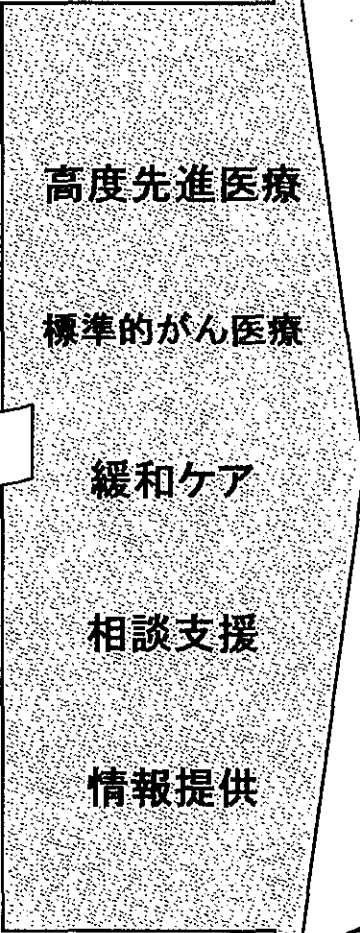 高度先進医療
標準的がん医療
緩和ケア
相談支援
情報提供